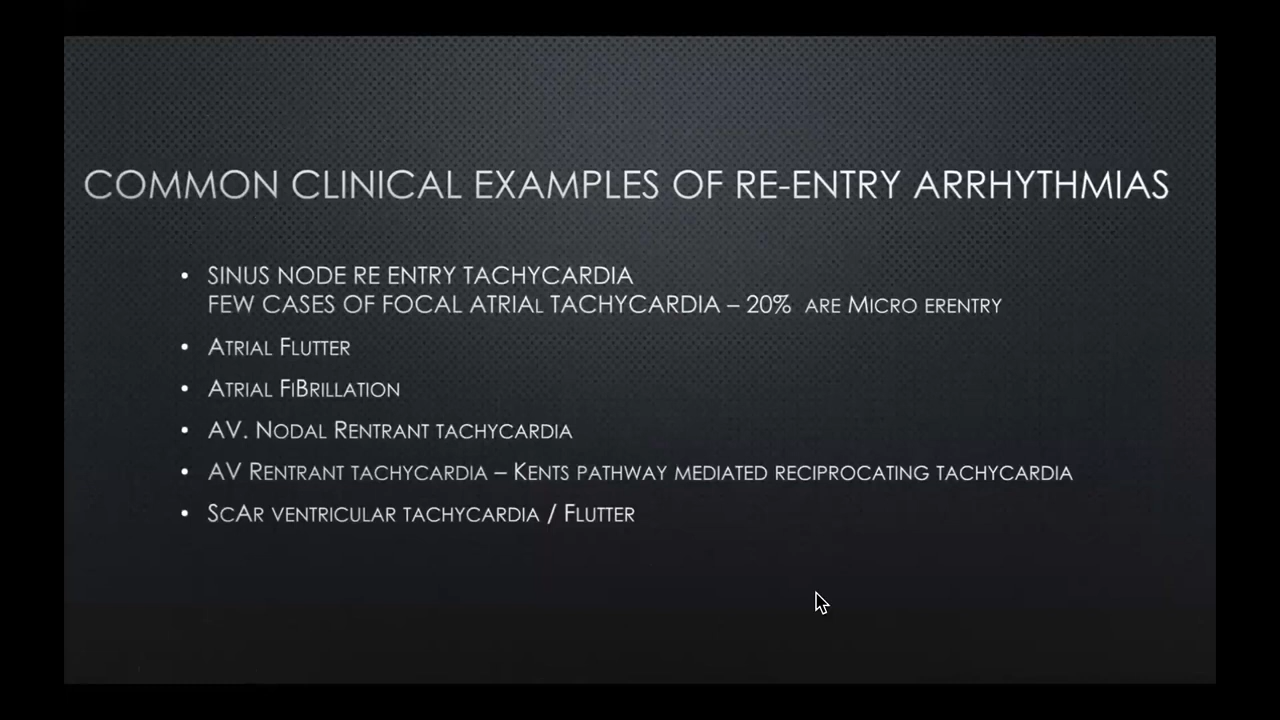 COMMON CLINICAL EXAMPLES OF RE-ENTRY ARRHYTHMIAS
• SINUS NODE RE ENTRY TACHYCARDIA
FEW CASES OF FOCAL ATRIAL TACHYCARDIA – 20% ARE MICRO ERENTRY
• ATRIAL FLUTTER
• ATRIAL FIBRILLATION
• AV. NODAL RENTRANT TACHYCARDIA
• AV RENTRANT TACHYCARDIA – KENTS PATHWAY MEDIATED RECIPROCATING TACHYCARDIA
• SCAR VENTRICULAR TACHYCARDIA / FLUTTER